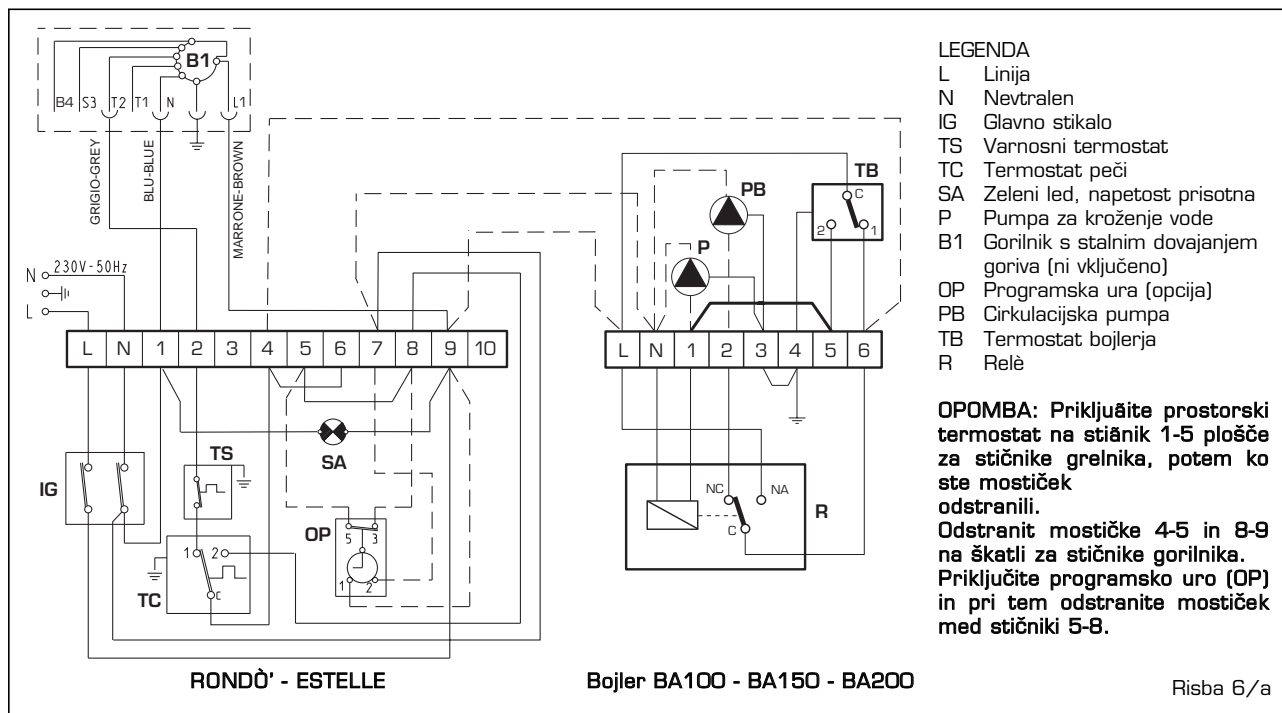 B1
B4 S3 T2 T1 N L1
GRIGIO-GREY
BLU-BLUE
MARRONE-BROWN
N 230V-50Hz
L
L N 1 2 3 4 5 6 7 8 9 10
TS
SA
IG
OP
5 3
1 2
1 2
TC
C
RONDÒ' - ESTELLE
TB
C
2 1
PB
P
L N 1 2 3 4 5 6
NC NA
C
R
Bojler BA100 - BA150 - BA200
LEGENDA
L Linija
N Nevtralen
IG Glavno stikalo
TS Varnosni termostat
TC Termostat peči
SA Zeleni led, napetost prisotna
P Pumpa za kroženje vode
B1 Gorilnik s stalnim dovajanjem
goriva (ni vključeno)
OP Programska ura (opcija)
PB Cirkulacijska pumpa
TB Termostat bojlerja
R Relè
OPOMBA: Priključite prostorski
termostat na stiãnik 1-5 plošče
za stičnike grelnika, potem ko
ste mostiček
odstranili.
Odstranit mostičke 4-5 in 8-9
na škatli za stičnike gorilnika.
Priključite programsko uro (OP)
in pri tem odstranite mostiček
med stičniki 5-8.
Risba 6/a